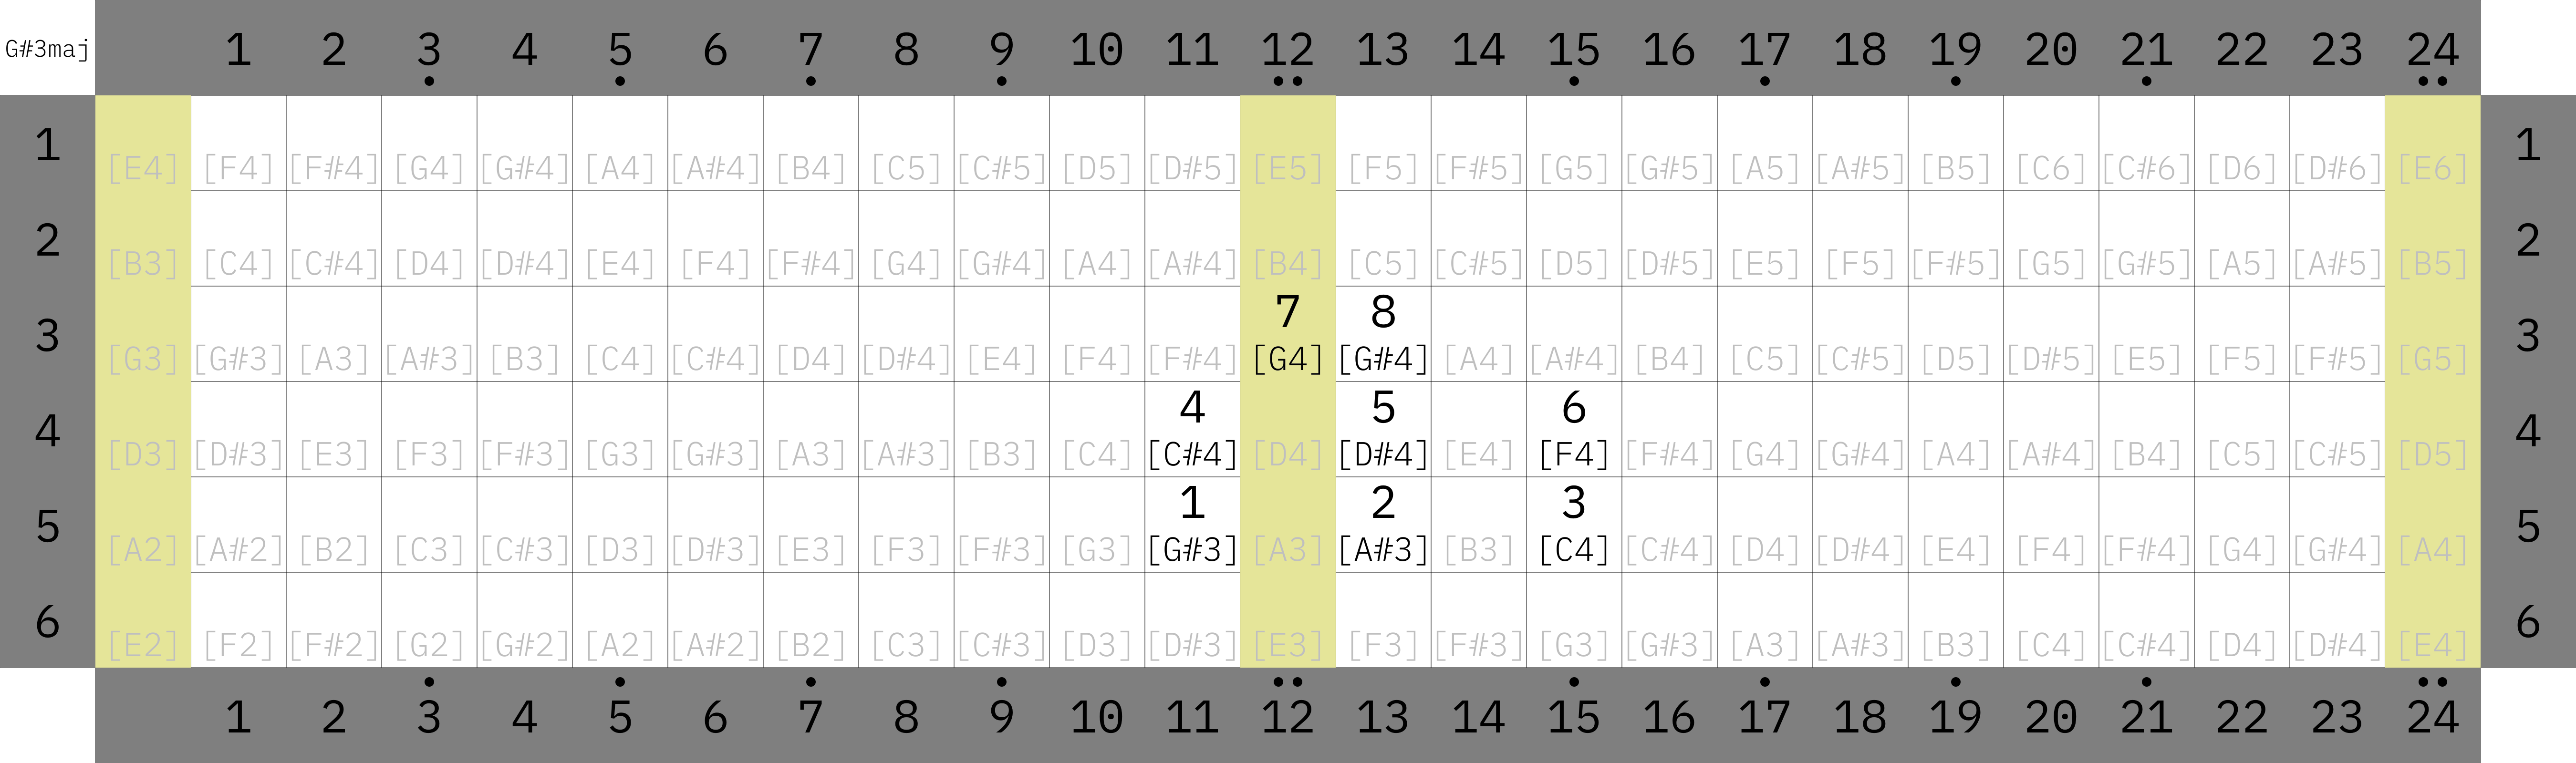 G#3maj 1 2 3 4 5 6 7 8 9 10 11 12 13 14 15 16 17 18 19 20 21 22 23 24
1 [E4] [F4] [F#4] [G4] [G#4] [A4] [A#4] [B4] [C5] [C#5] [D5] [D#5] [E5] [F5] [F#5] [G5] [G#5] [A5] [A#5] [B5] [C6] [C#6] [D6] [D#6] [E6] 1
2 [B3] [C4] [C#4] [D4] [D#4] [E4] [F4] [F#4] [G4] [G#4] [A4] [A#4] [B4] [C5] [C#5] [D5] [D#5] [E5] [F5] [F#5] [G5] [G#5] [A5] [A#5] [B5] 2
7 8
3 [G3] [G#3] [A3] [A#3] [B3] [C4] [C#4] [D4] [D#4] [E4] [F4] [F#4] [G4] [G#4] [A4] [A#4] [B4] [C5] [C#5] [D5] [D#5] [E5] [F5] [F#5] [G5] 3
4 5 6
4 [D3] [D#3] [E3] [F3] [F#3] [G3] [G#3] [A3] [A#3] [B3] [C4] [C#4] [D4] [D#4] [E4] [F4] [F#4] [G4] [G#4] [A4] [A#4] [B4] [C5] [C#5] [D5] 4
1 2 3
5 [A2] [A#2] [B2] [C3] [C#3] [D3] [D#3] [E3] [F3] [F#3] [G3] [G#3] [A3] [A#3] [B3] [C4] [C#4] [D4] [D#4] [E4] [F4] [F#4] [G4] [G#4] [A4] 5
6 [E2] [F2] [F#2] [G2] [G#2] [A2] [A#2] [B2] [C3] [C#3] [D3] [D#3] [E3] [F3] [F#3] [G3] [G#3] [A3] [A#3] [B3] [C4] [C#4] [D4] [D#4] [E4] 6
1 2 3 4 5 6 7 8 9 10 11 12 13 14 15 16 17 18 19 20 21 22 23 24